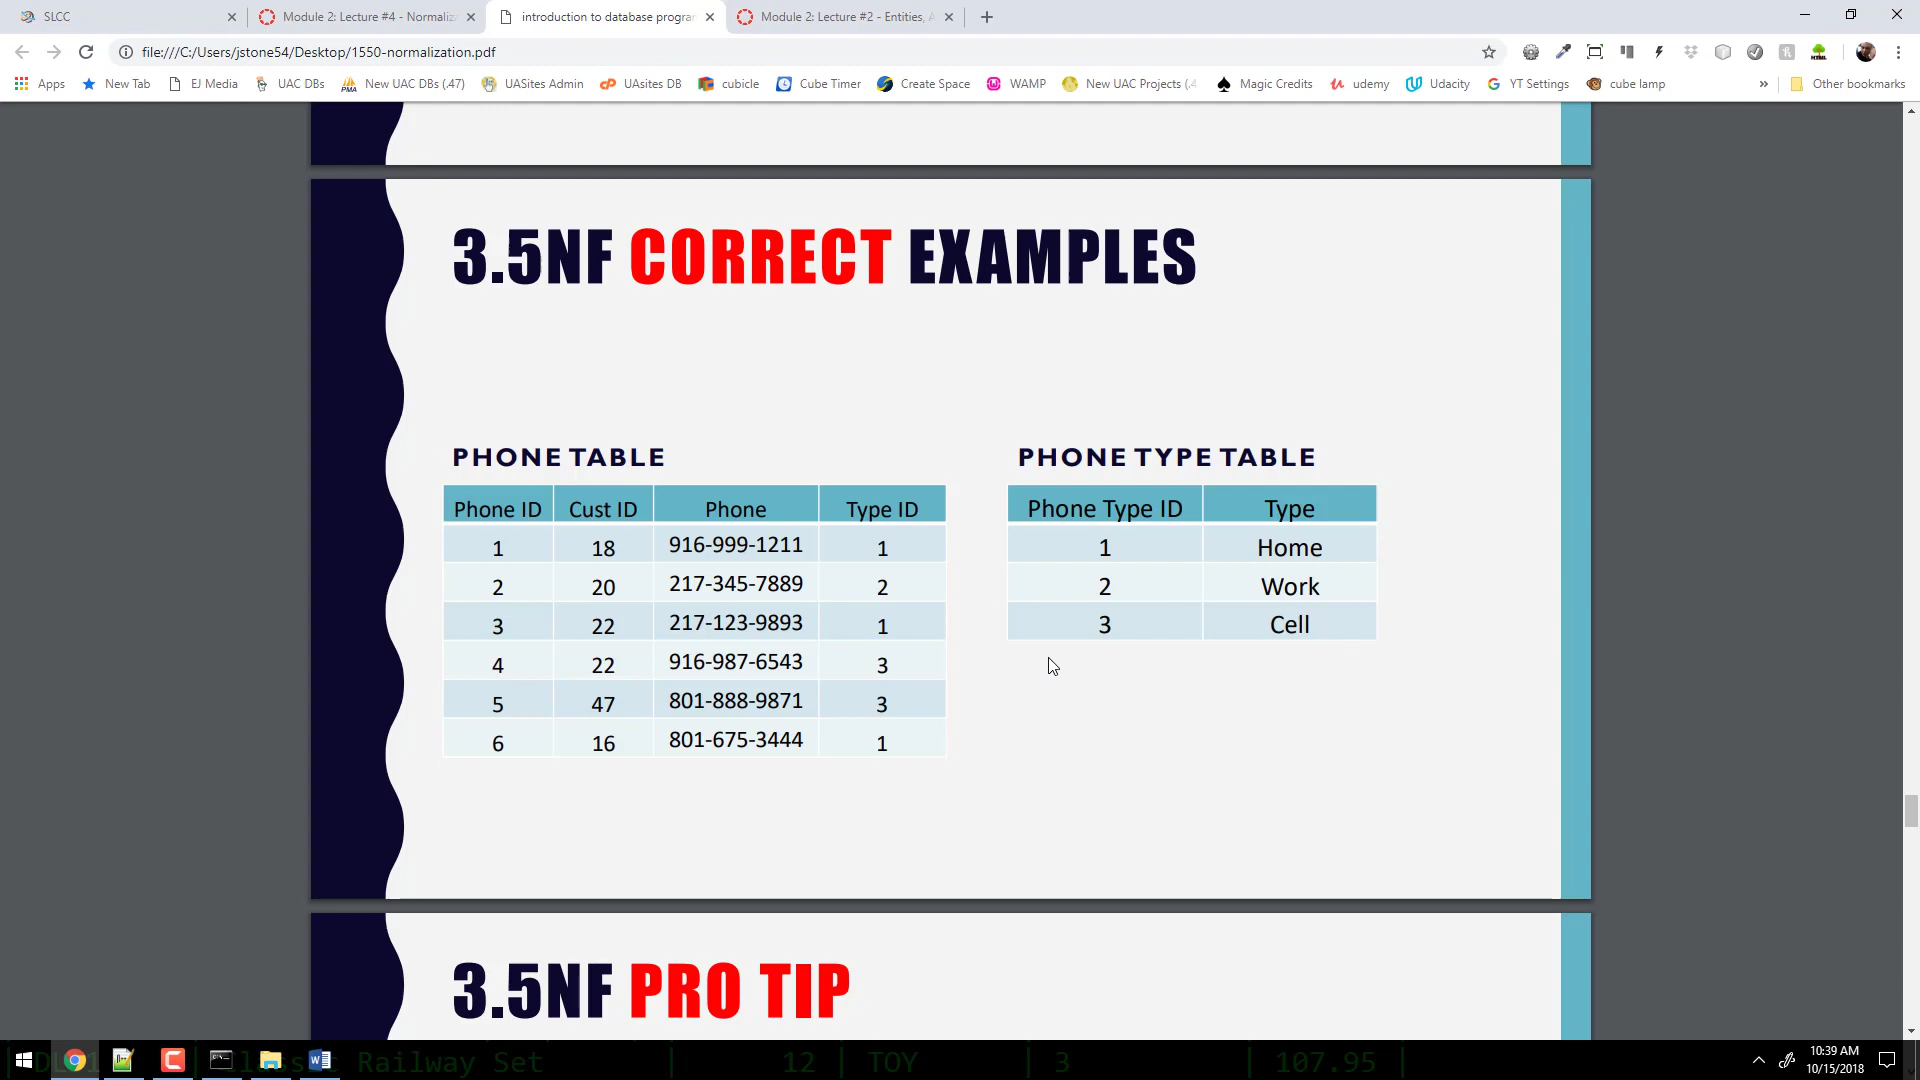 SLCC
Module 2: Lecture #4 - Normaliz
introduction to database progra
Module 2: Lecture #2 - Entities, A
file:///C:/Users/jstone54/Desktop/1550-normalization.pdf
Apps
New Tab
EJ Media
UAC DBs
New UAC DBs (.47)
UASites Admin
UAsites DB
cubicle
Cube Timer
Create Space
WAMP
New UAC Projects (.4
Magic Credits
udemy
Udacity
YT Settings
cube lamp
»
Other bookmarks
3.5NF CORRECT EXAMPLES
PHONE TABLE
Phone ID Cust ID Phone Type ID
1 18 916-999-1211 1
2 20 217-345-7889 2
3 22 217-123-9893 1
4 22 916-987-6543 3
5 47 801-888-9871 3
6 16 801-675-3444 1
PHONE TYPE TABLE
Phone Type ID Type
1 Home
2 Work
3 Cell
3.5NF PRO TIP
Railway Set | 12 | TOY | 3 | 107.95 |
10:39 AM
10/15/2018